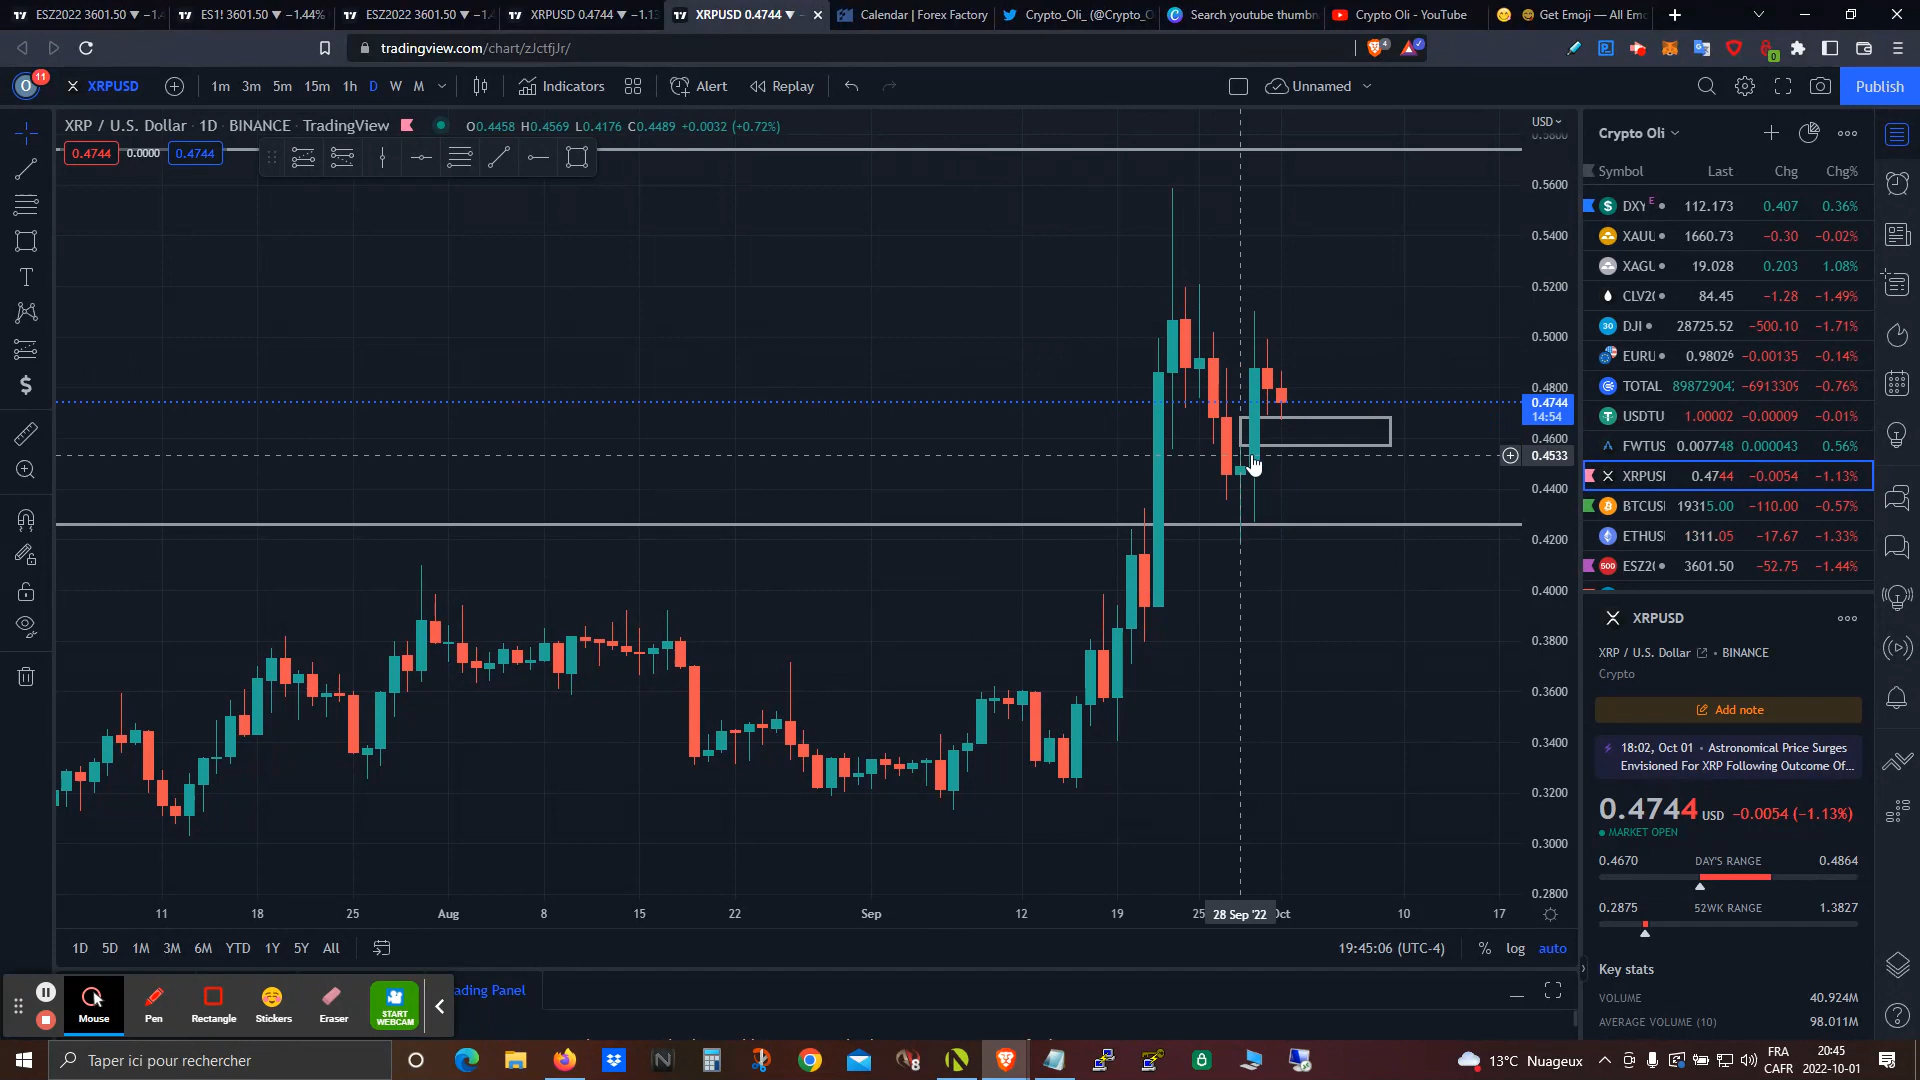 ESZ2022 3601.50 ▼ −1.4
ES1! 3601.50 ▼ −1.44%
ESZ2022 3601.50 ▼ −1.4
XRPUSD 0.4744 ▼ −1.13
XRPUSD 0.4744 ▼ −
Calendar | Forex Factory
Crypto_Oli_ (@Crypto_O
Search youtube thumbn
Crypto Oli - YouTube
Get Emoji — All Em
tradingview.com/chart/zJctfjJr/
11
XRPUSD
1m 3m 5m 15m 1h D W M
Indicators
Alert
Replay
Unnamed
Publish
XRP / U.S. Dollar · 1D · BINANCE · TradingView
O0.4458 H0.4569 L0.4176 C0.4489 +0.0032 (+0.72%)
0.4744 0.0000 0.4744
USD
0.5800
0.5600
0.5400
0.5200
0.5000
0.4800
0.4744
14:54
0.4600
0.4533
0.4400
0.4200
0.4000
0.3800
0.3600
0.3400
0.3200
0.3000
0.2800
11 18 25 Aug 8 15 22 Sep 12 19 25 28 Sep '22 Oct 10 17
1D 5D 1M 3M 6M YTD 1Y 5Y All
19:45:06 (UTC-4) % log auto
Crypto Oli
Symbol Last Chg Chg%
DXY E 112.173 0.407 0.36%
XAUU 1660.73 −0.30 −0.02%
XAGU 19.028 0.203 1.08%
CLV20 84.45 −1.28 −1.49%
DJI 28725.52 −500.10 −1.71%
EURU 0.98026 −0.00135 −0.14%
TOTAL 898729042 −6913309 −0.76%
USDTU 1.00002 −0.00009 −0.01%
FWTUS 0.007748 0.000043 0.56%
XRPUSI 0.4744 −0.0054 −1.13%
BTCUSI 19315.00 −110.00 −0.57%
ETHUSI 1311.05 −17.67 −1.33%
ESZ20 3601.50 −52.75 −1.44%
XRPUSD
XRP / U.S. Dollar • BINANCE
Crypto
Add note
18:02, Oct 01 • Astronomical Price Surges
Envisioned For XRP Following Outcome Of...
0.4744 USD −0.0054 (−1.13%)
MARKET OPEN
0.4670 DAY'S RANGE 0.4864
0.2875 52WK RANGE 1.3827
Key stats
VOLUME 40.924M
AVERAGE VOLUME (10) 98.011M
ading Panel
Mouse
Pen
Rectangle
Stickers
Eraser
START
WEBCAM
Taper ici pour rechercher
13°C Nuageux
FRA
CAFR
20:45
2022-10-01